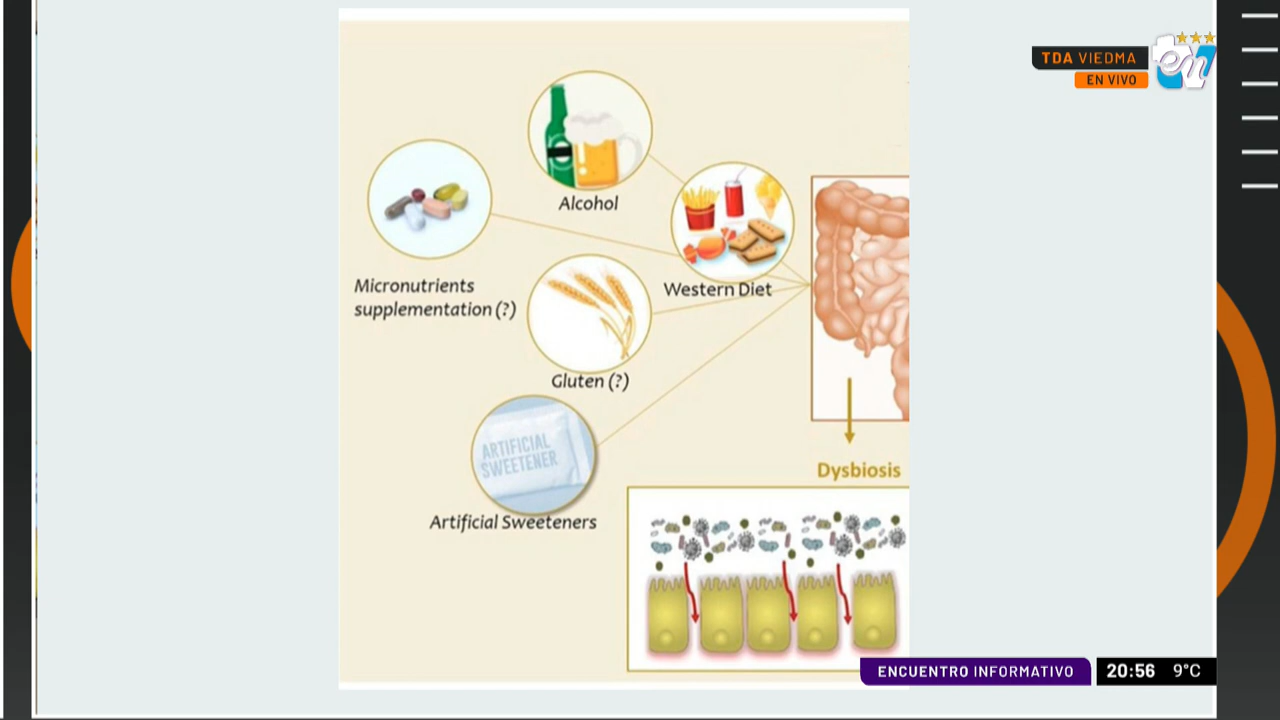 TDA VIEDMA
EN VIVO
Alcohol
Micronutrients
supplementation (?)
Western Diet
Gluten (?)
ARTIFICIAL
SWEETENER
Artificial Sweeteners
Dysbiosis
ENCUENTRO INFORMATIVO
20:56 9°C